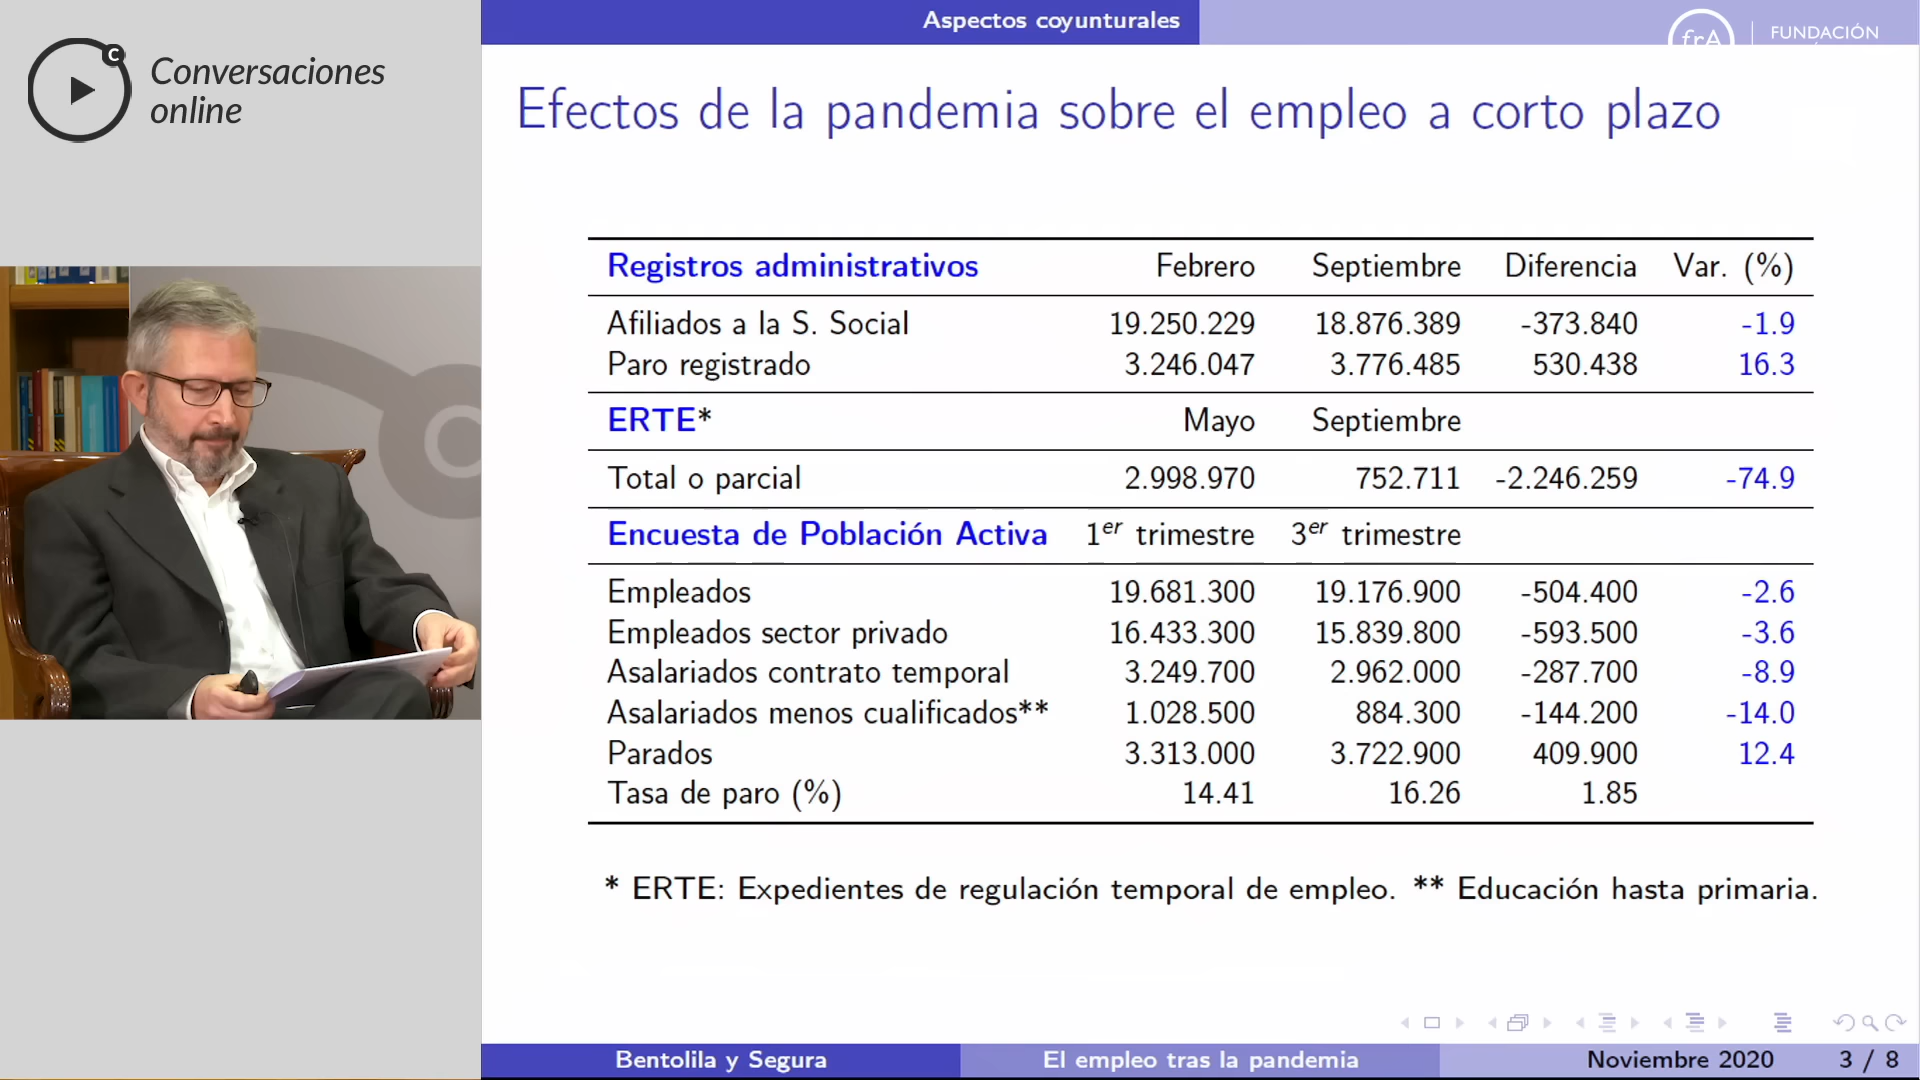 C
Conversaciones
online
Aspectos coyunturales
frA FUNDACIÓN
Efectos de la pandemia sobre el empleo a corto plazo
Registros administrativos Febrero Septiembre Diferencia Var. (%)
Afiliados a la S. Social 19.250.229 18.876.389 -373.840 -1.9
Paro registrado 3.246.047 3.776.485 530.438 16.3
ERTE* Mayo Septiembre
Total o parcial 2.998.970 752.711 -2.246.259 -74.9
Encuesta de Población Activa 1er trimestre 3er trimestre
Empleados 19.681.300 19.176.900 -504.400 -2.6
Empleados sector privado 16.433.300 15.839.800 -593.500 -3.6
Asalariados contrato temporal 3.249.700 2.962.000 -287.700 -8.9
Asalariados menos cualificados** 1.028.500 884.300 -144.200 -14.0
Parados 3.313.000 3.722.900 409.900 12.4
Tasa de paro (%) 14.41 16.26 1.85
* ERTE: Expedientes de regulación temporal de empleo. ** Educación hasta primaria.
Bentolila y Segura El empleo tras la pandemia Noviembre 2020 3 / 8